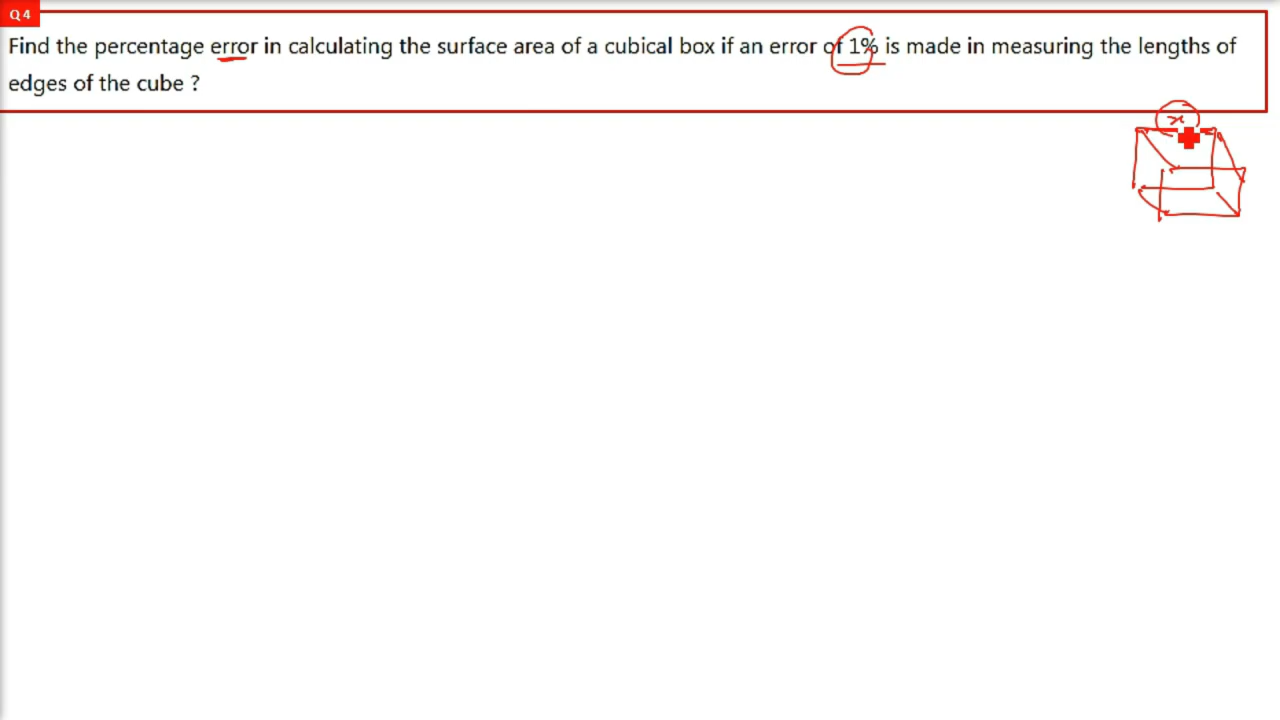 Q4
Find the percentage error in calculating the surface area of a cubical box if an error of 1% is made in measuring the lengths of
edges of the cube ?
x